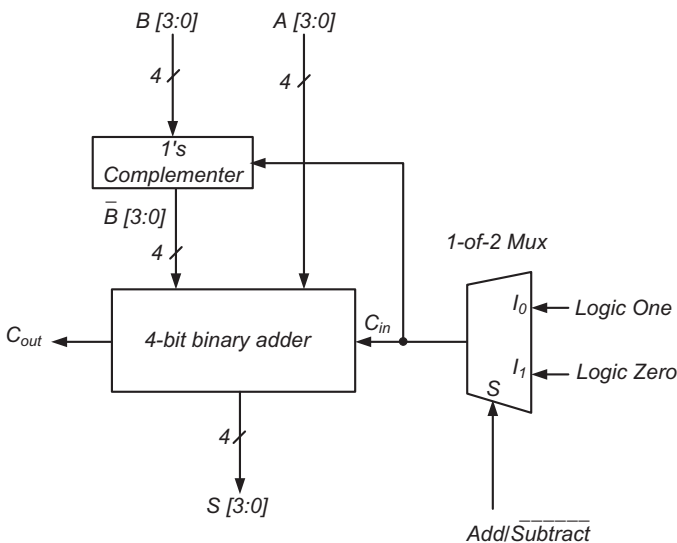 B [3:0]
A [3:0]
4
4
1's
Complementer
B̅ [3:0]
4
1-of-2 Mux
I₀
Logic One
Cout
4-bit binary adder
Cin
I₁
Logic Zero
S
4
S [3:0]
Add/S̅u̅b̅t̅r̅a̅c̅t̅